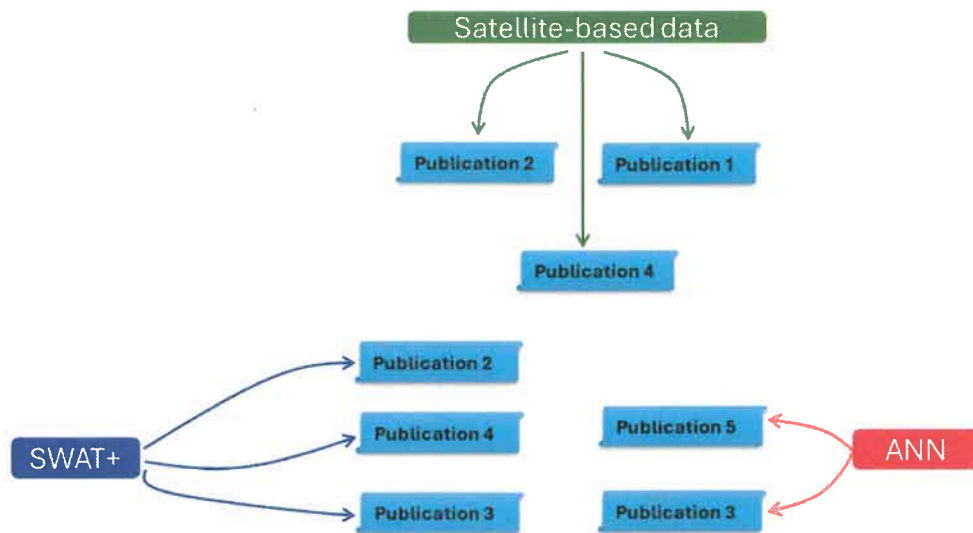 Satellite-based data
Publication 2
Publication 1
Publication 4
Publication 2
Publication 4
Publication 5
SWAT+
ANN
Publication 3
Publication 3